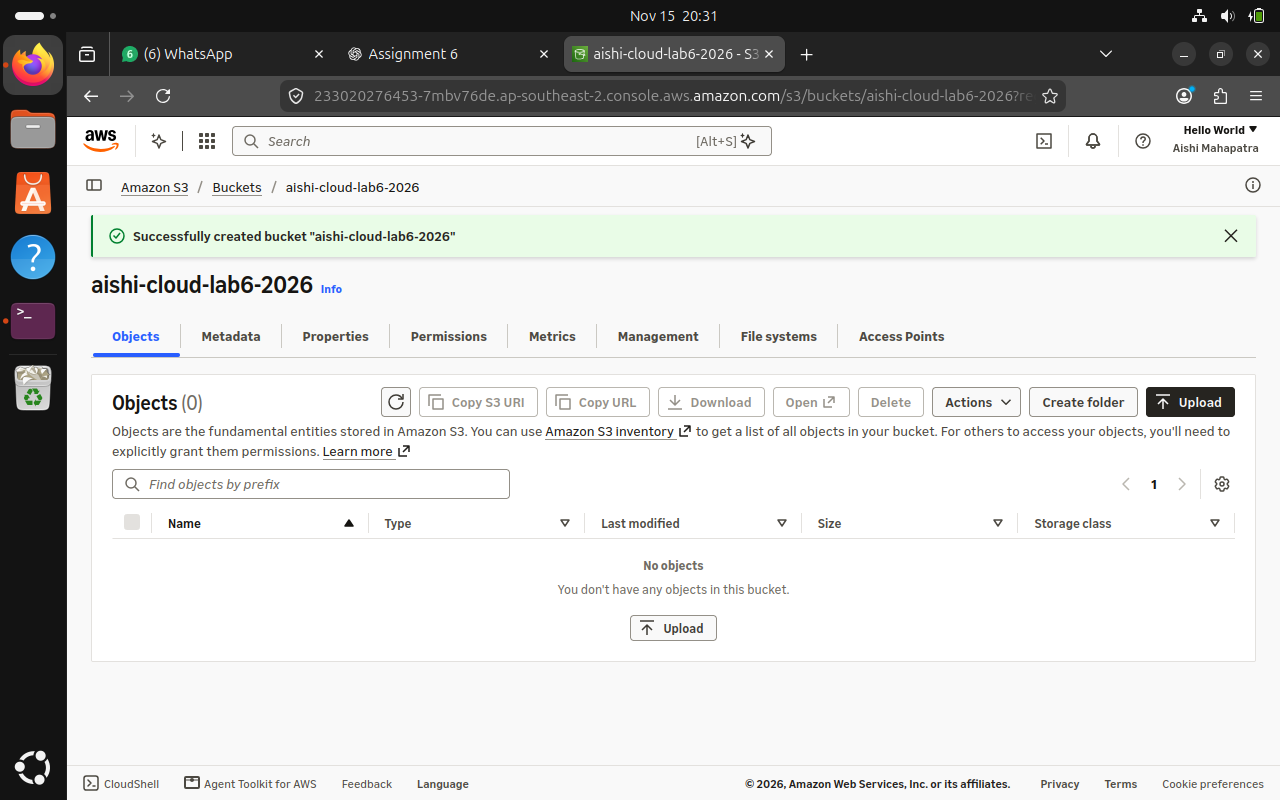 Nov 15 20:31
6 (6) WhatsApp
Assignment 6
aishi-cloud-lab6-2026 - S3
233020276453-7mbv76de.ap-southeast-2.console.aws.amazon.com/s3/buckets/aishi-cloud-lab6-2026?re
aws
Search
[Alt+S]
Hello World
Aishi Mahapatra
Amazon S3 / Buckets / aishi-cloud-lab6-2026
Successfully created bucket "aishi-cloud-lab6-2026"
aishi-cloud-lab6-2026 Info
Objects
Metadata
Properties
Permissions
Metrics
Management
File systems
Access Points
Objects (0)
Copy S3 URI
Copy URL
Download
Open
Delete
Actions
Create folder
Upload
Objects are the fundamental entities stored in Amazon S3. You can use Amazon S3 inventory to get a list of all objects in your bucket. For others to access your objects, you'll need to
explicitly grant them permissions. Learn more
Find objects by prefix
1
Name
Type
Last modified
Size
Storage class
No objects
You don't have any objects in this bucket.
Upload
CloudShell
Agent Toolkit for AWS
Feedback
Language
© 2026, Amazon Web Services, Inc. or its affiliates.
Privacy
Terms
Cookie preferences